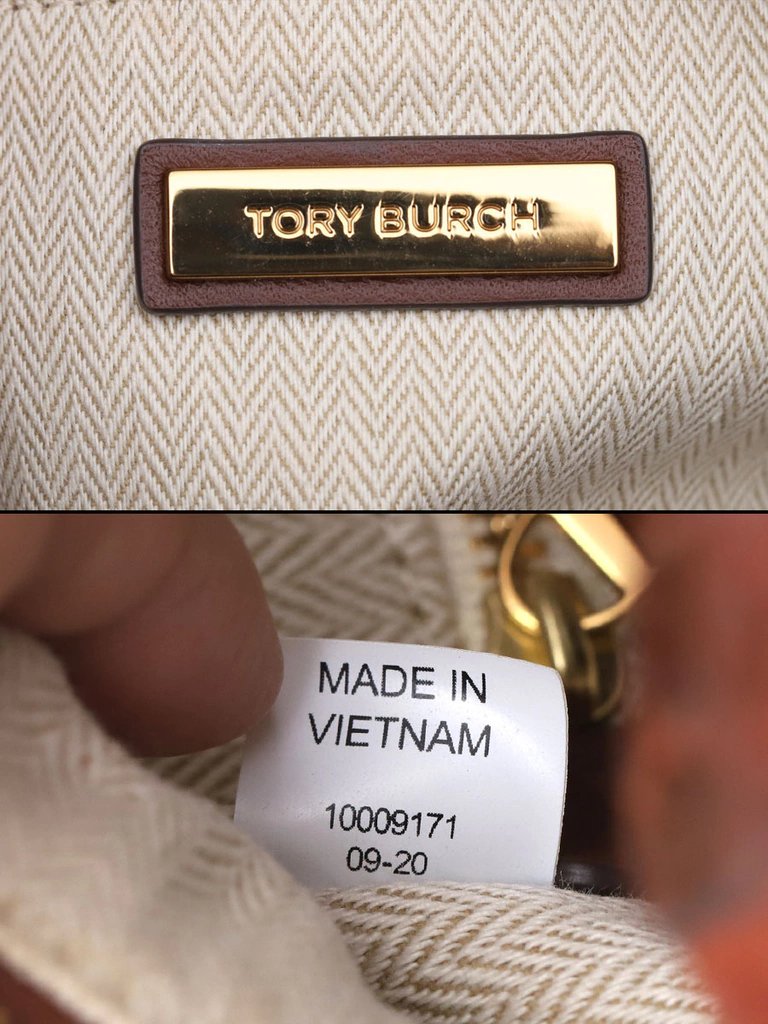 TORY BURCH
MADE IN
VIETNAM
10009171
09-20